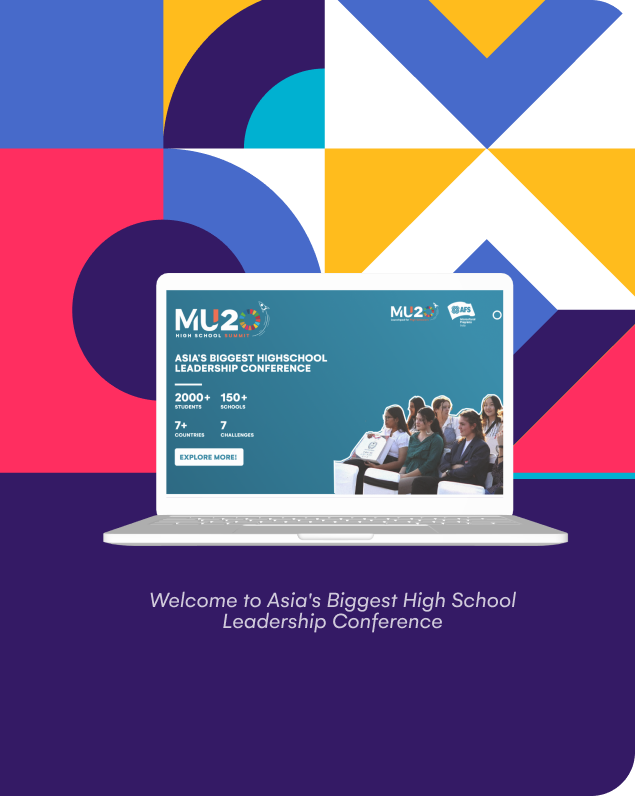 MU20
HIGH SCHOOL SUMMIT
MU20
AFS
ASIA'S BIGGEST HIGHSCHOOL
LEADERSHIP CONFERENCE
2000+ 150+
STUDENTS SCHOOLS
7+ 7
COUNTRIES CHALLENGES
EXPLORE MORE!
Welcome to Asia's Biggest High School
Leadership Conference